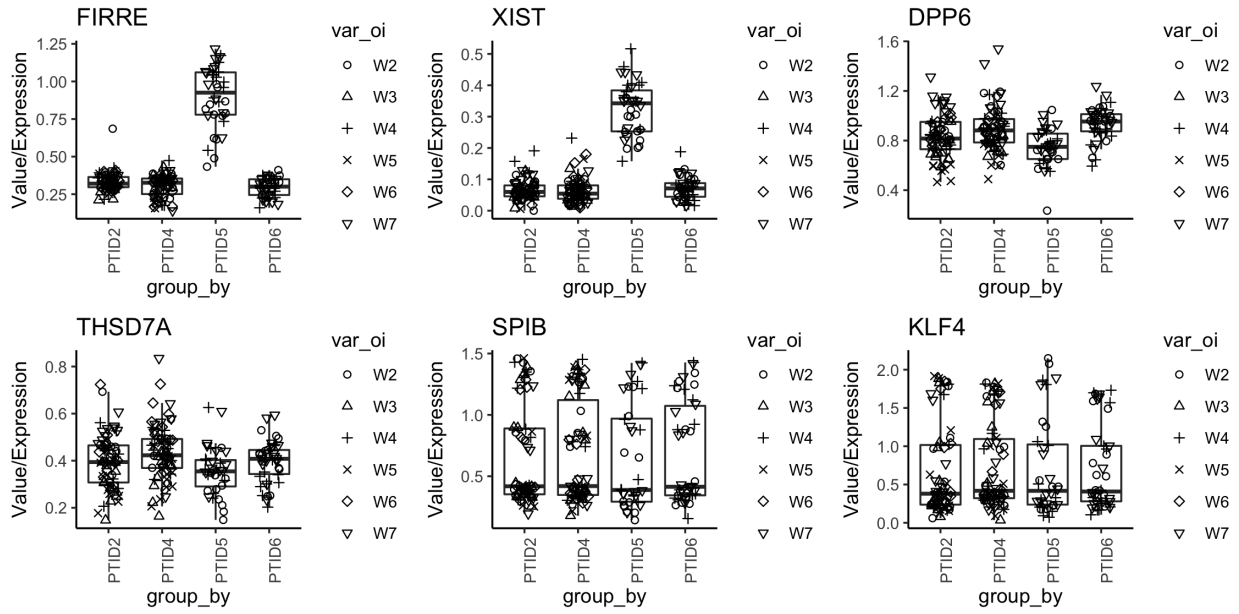 FIRRE
Value/Expression
1.25
1.00
0.75
0.50
0.25
PTID2
PTID4
PTID5
PTID6
group_by
var_oi
W2
W3
W4
W5
W6
W7
XIST
Value/Expression
0.5
0.4
0.3
0.2
0.1
0.0
PTID2
PTID4
PTID5
PTID6
group_by
var_oi
W2
W3
W4
W5
W6
W7
DPP6
Value/Expression
1.6
1.2
0.8
0.4
PTID2
PTID4
PTID5
PTID6
group_by
var_oi
W2
W3
W4
W5
W6
W7
THSD7A
Value/Expression
0.8
0.6
0.4
0.2
PTID2
PTID4
PTID5
PTID6
group_by
var_oi
W2
W3
W4
W5
W6
W7
SPIB
Value/Expression
1.5
1.0
0.5
PTID2
PTID4
PTID5
PTID6
group_by
var_oi
W2
W3
W4
W5
W6
W7
KLF4
Value/Expression
2.0
1.5
1.0
0.5
0.0
PTID2
PTID4
PTID5
PTID6
group_by
var_oi
W2
W3
W4
W5
W6
W7